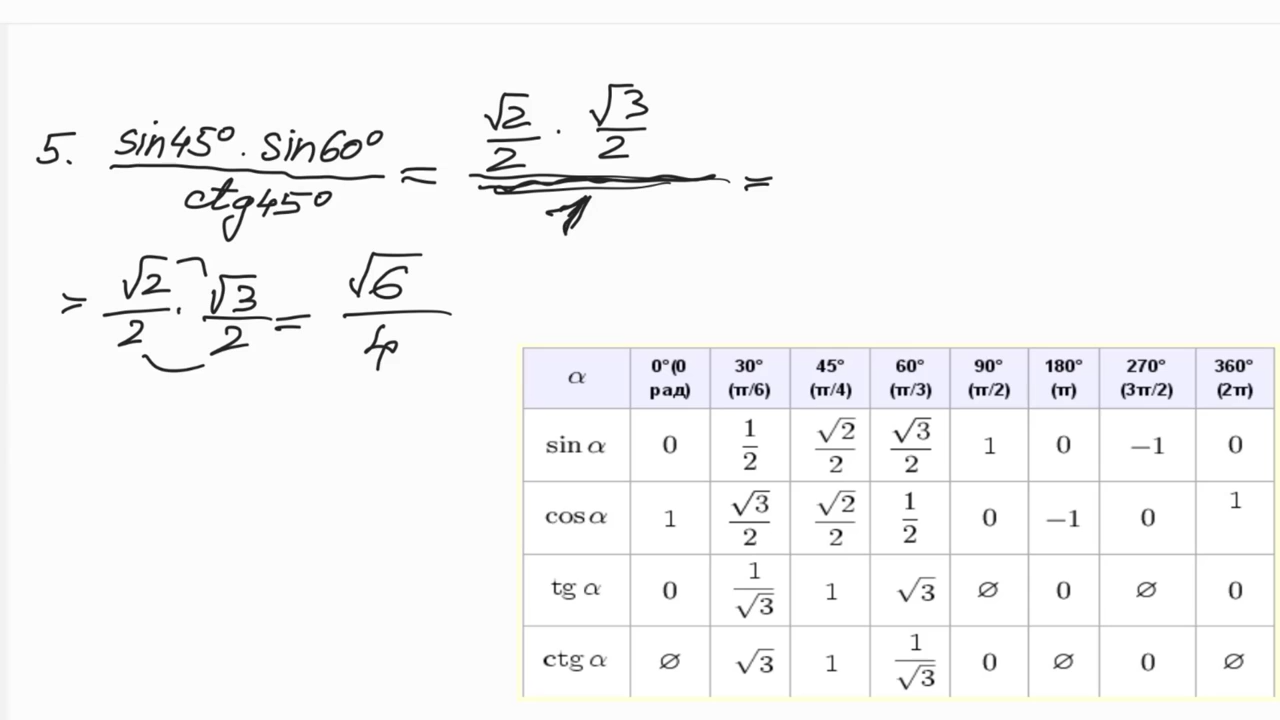 5. sin45° · sin60° / ctg45° = √2/2 · √3/2 / 1 =
= √2/2 · √3/2 = √6/4
α 0°(0 рад) 30° (π/6) 45° (π/4) 60° (π/3) 90° (π/2) 180° (π) 270° (3π/2) 360° (2π)
sin α 0 1/2 √2/2 √3/2 1 0 −1 0
cos α 1 √3/2 √2/2 1/2 0 −1 0 1
tg α 0 1/√3 1 √3 ∅ 0 ∅ 0
ctg α ∅ √3 1 1/√3 0 ∅ 0 ∅